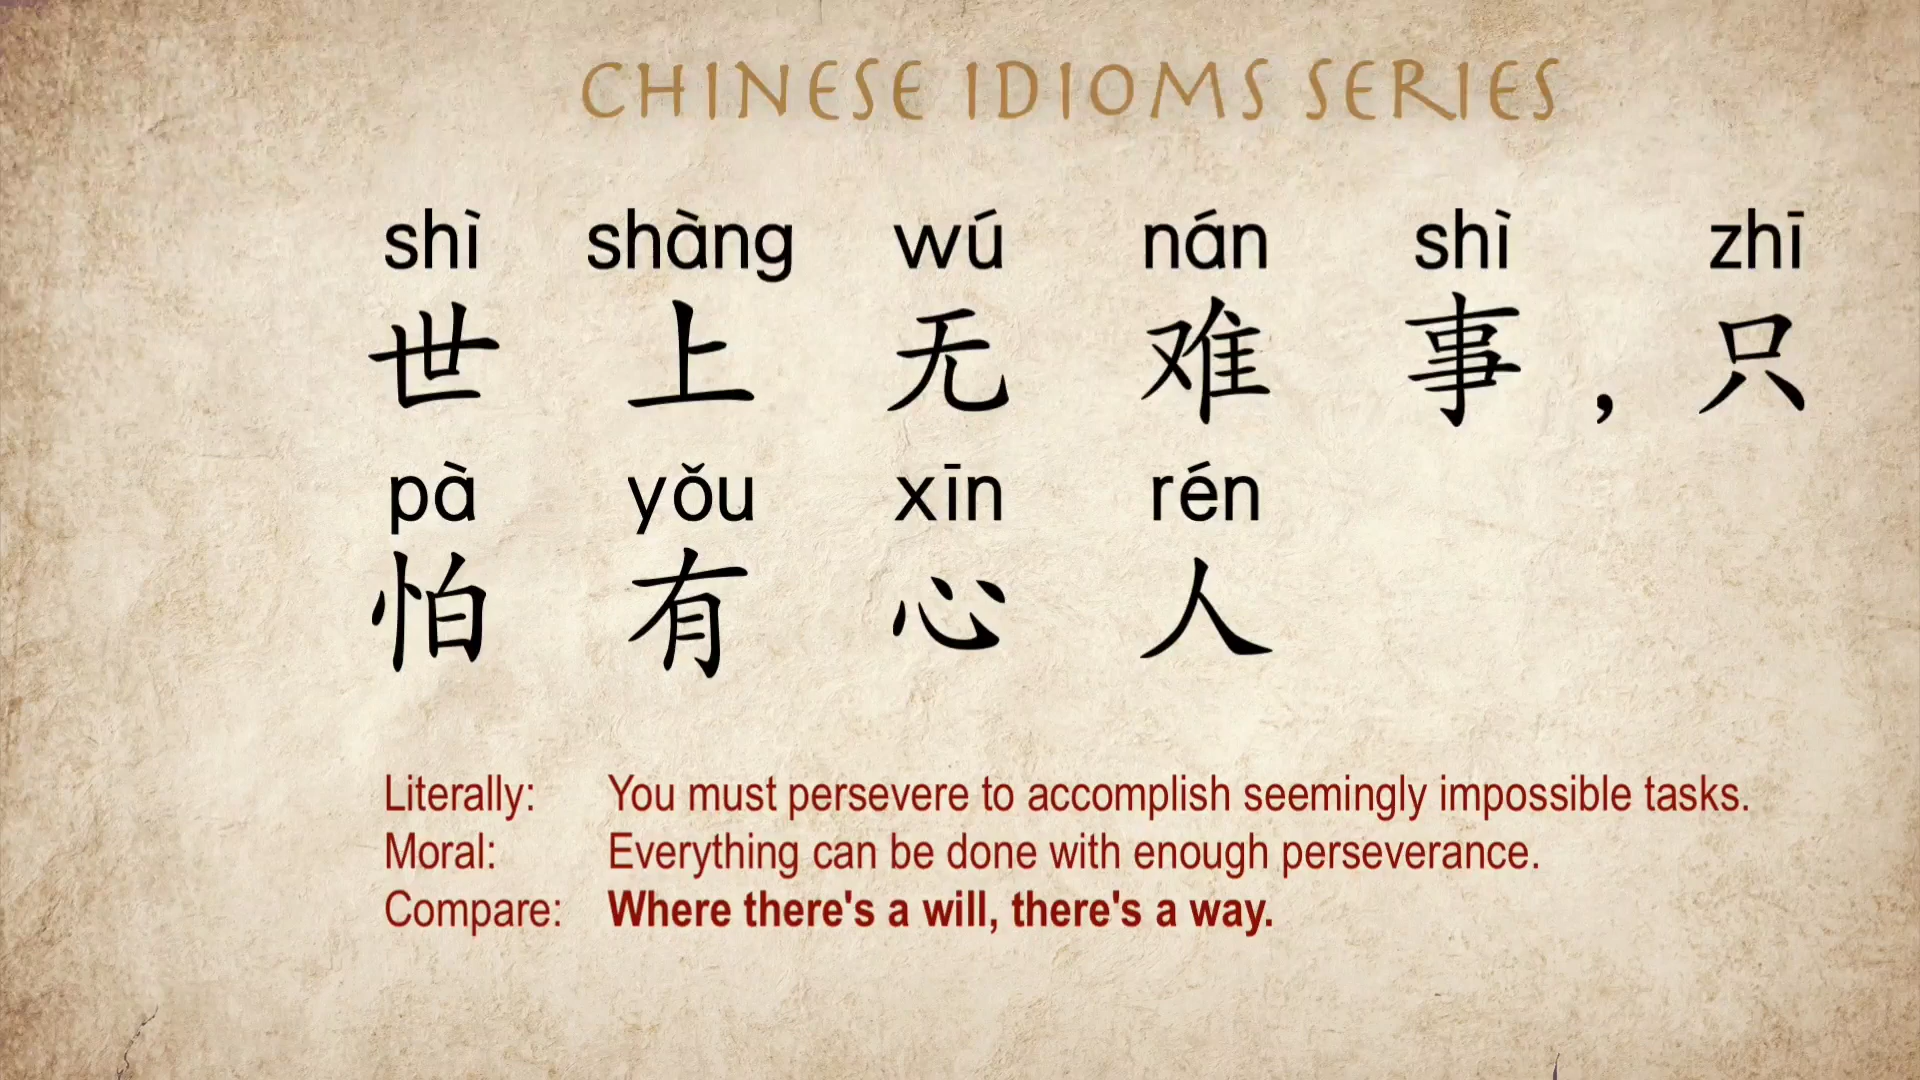 CHINESE IDIOMS SERIES
shì shàng wú nán shì zhī
世上无难事，只
pà yǒu xīn rén
怕有心人
Literally: You must persevere to accomplish seemingly impossible tasks.
Moral: Everything can be done with enough perseverance.
Compare: Where there's a will, there's a way.